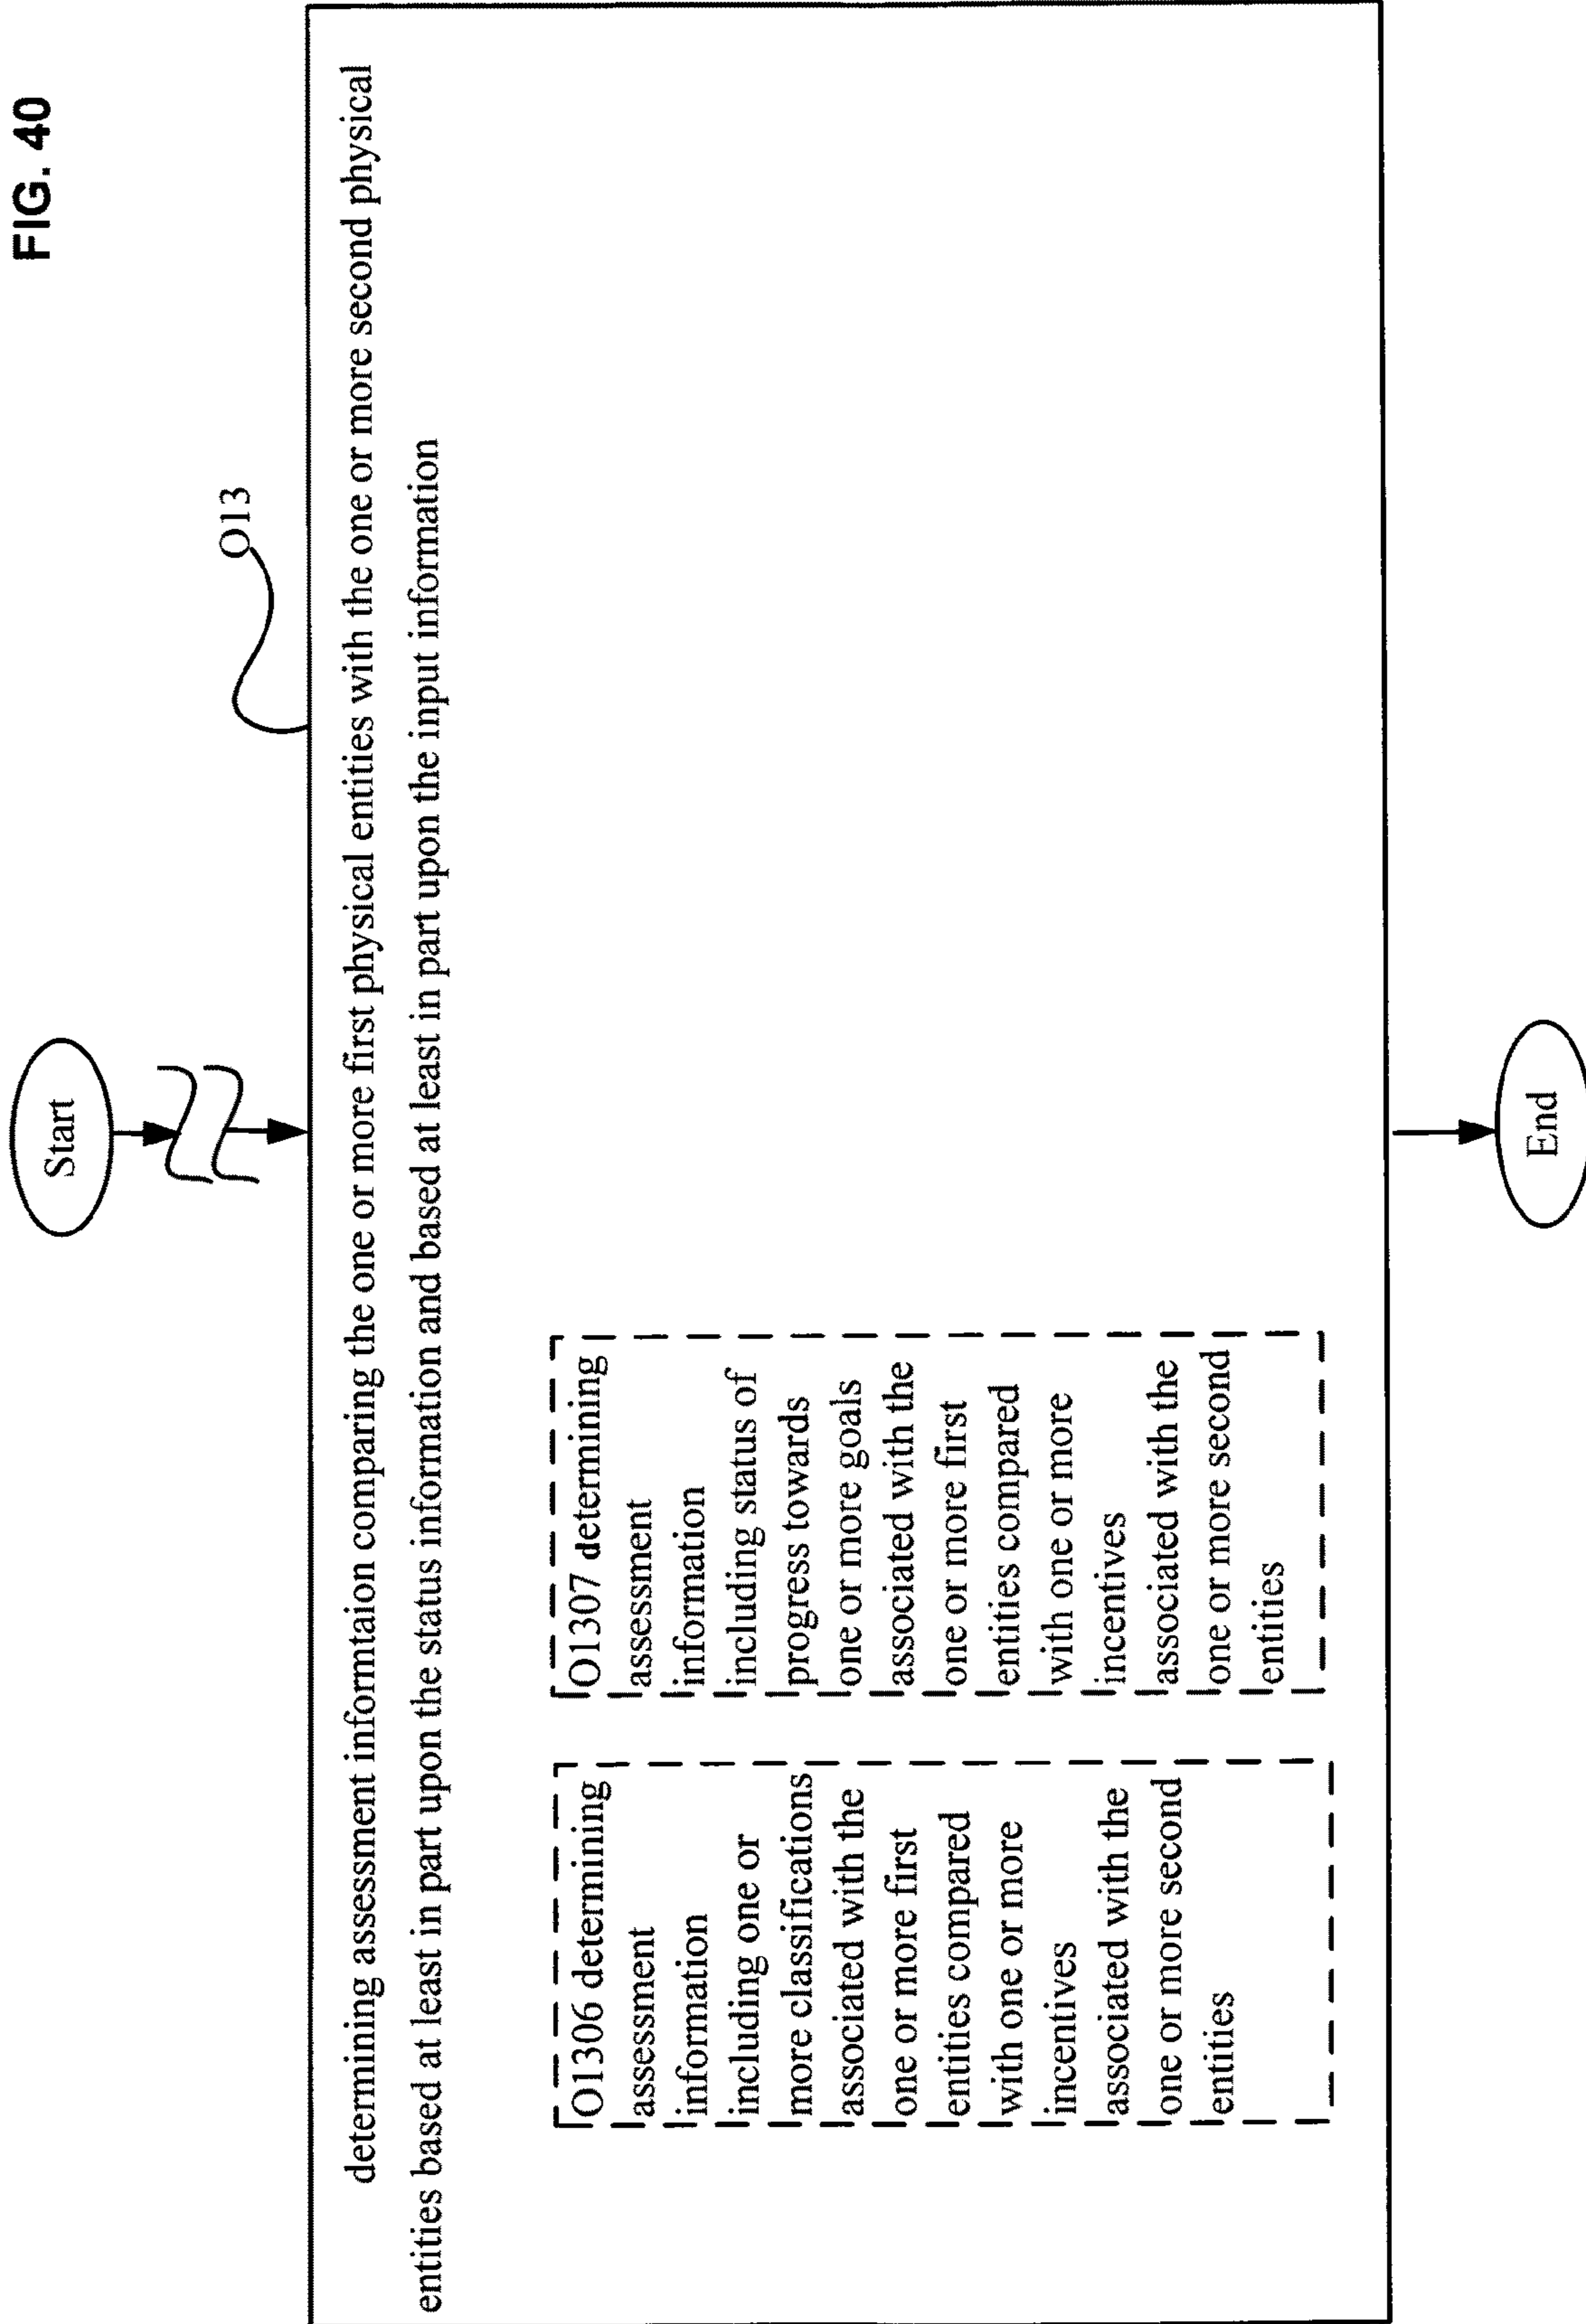 FIG. 40
Start
O13
determining assessment informtaion comparing the one or more first physical entities with the one or more second physical
entities based at least in part upon the status information and based at least in part upon the input information
O1306 determining
assessment
information
including one or
more classifications
associated with the
one or more first
entities compared
with one or more
incentives
associated with the
one or more second
entities
O1307 determining
assessment
information
including status of
progress towards
one or more goals
associated with the
one or more first
entities compared
with one or more
incentives
associated with the
one or more second
entities
End